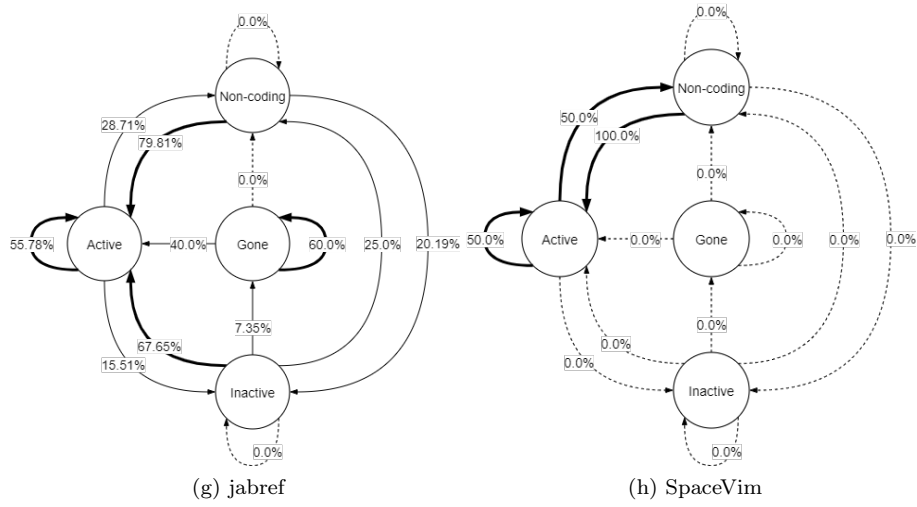 0.0%
Non-coding
28.71%
79.81%
0.0%
55.78%
Active
40.0%
Gone
60.0%
25.0%
20.19%
7.35%
67.65%
15.51%
Inactive
0.0%
(g) jabref
0.0%
Non-coding
50.0%
100.0%
0.0%
50.0%
Active
0.0%
Gone
0.0%
0.0%
0.0%
0.0%
0.0%
0.0%
Inactive
0.0%
(h) SpaceVim